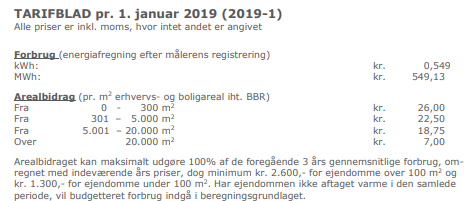 TARIFBLAD pr. 1. januar 2019 (2019-1)
Alle priser er inkl. moms, hvor intet andet er angivet
Forbrug (energiafregning efter målerens registrering)
kWh: kr. 0,549
MWh: kr. 549,13
Arealbidrag (pr. m² erhvervs- og boligareal iht. BBR)
Fra 0 - 300 m² kr. 26,00
Fra 301 – 5.000 m² kr. 22,50
Fra 5.001 – 20.000 m² kr. 18,75
Over 20.000 m² kr. 7,00
Arealbidraget kan maksimalt udgøre 100% af de foregående 3 års gennemsnitlige forbrug, om-
regnet med indeværende års priser, dog minimum kr. 2.600,- for ejendomme over 100 m² og
kr. 1.300,- for ejendomme under 100 m². Har ejendommen ikke aftaget varme i den samlede
periode, vil budgetteret forbrug indgå i beregningsgrundlaget.